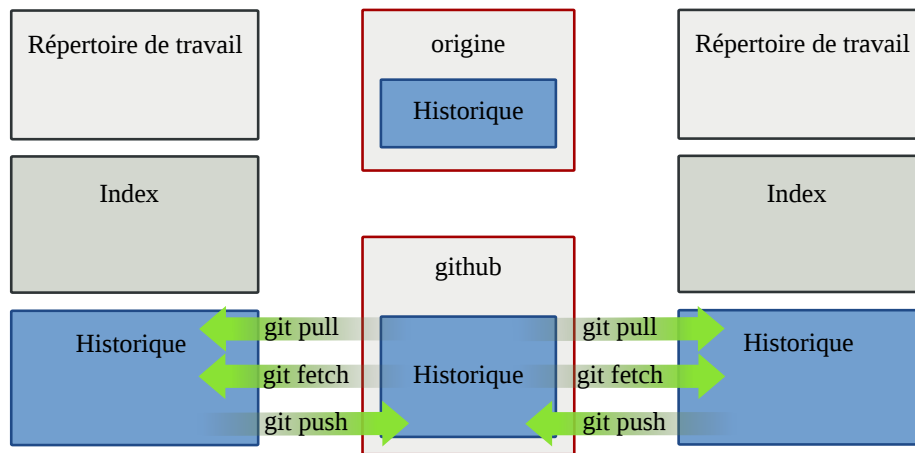 Répertoire de travail
origine
Répertoire de travail
Historique
Index
Index
github
git pull
git pull
Historique
Historique
git fetch
Historique
git fetch
git push
git push